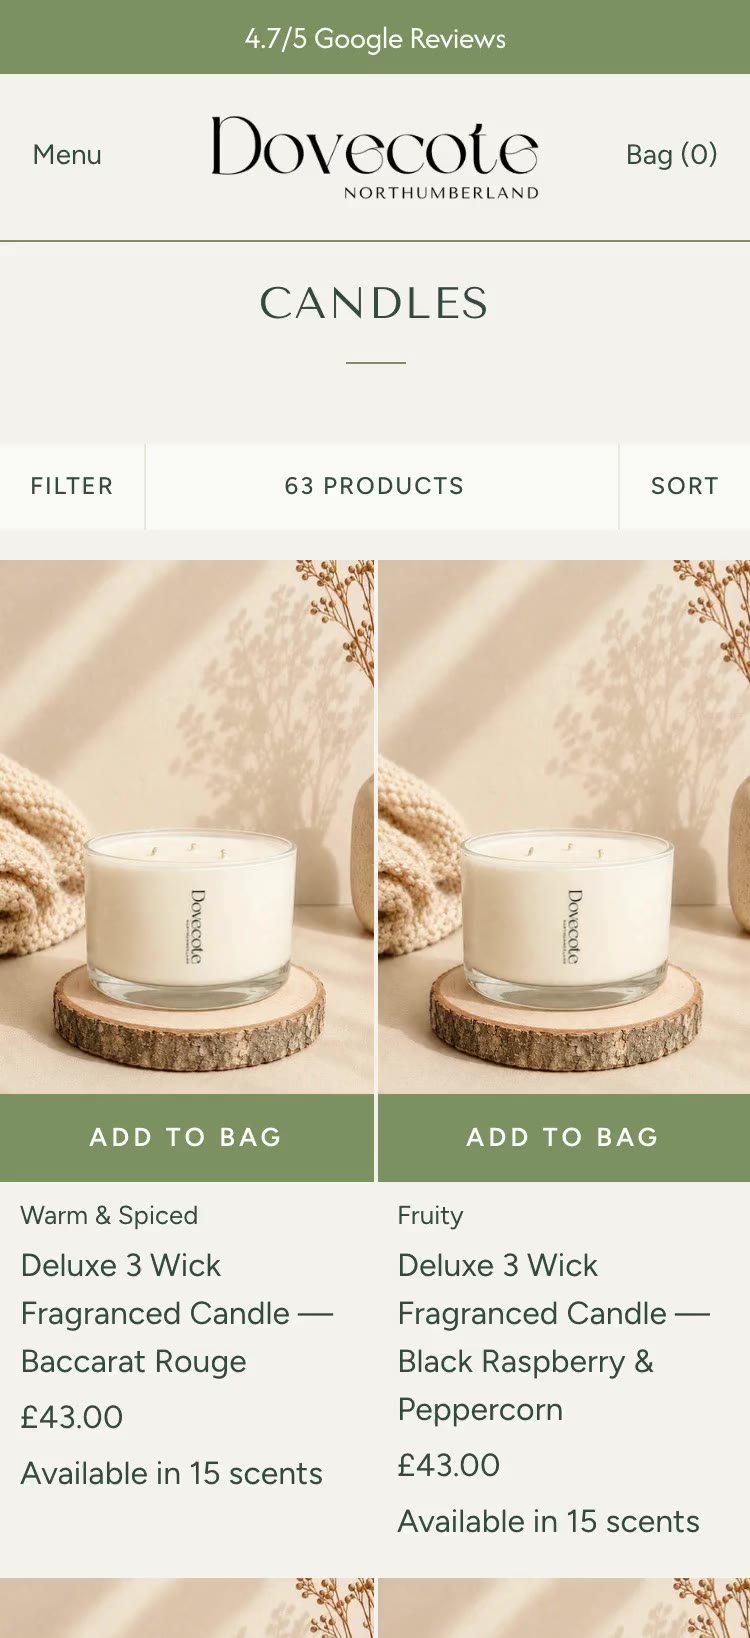 4.7/5 Google Reviews
Menu
Dovecote
NORTHUMBERLAND
Bag (0)
CANDLES
FILTER
63 PRODUCTS
SORT
Dovecote
Dovecote
ADD TO BAG
ADD TO BAG
Warm & Spiced
Deluxe 3 Wick
Fragranced Candle —
Baccarat Rouge
£43.00
Available in 15 scents
Fruity
Deluxe 3 Wick
Fragranced Candle —
Black Raspberry &
Peppercorn
£43.00
Available in 15 scents